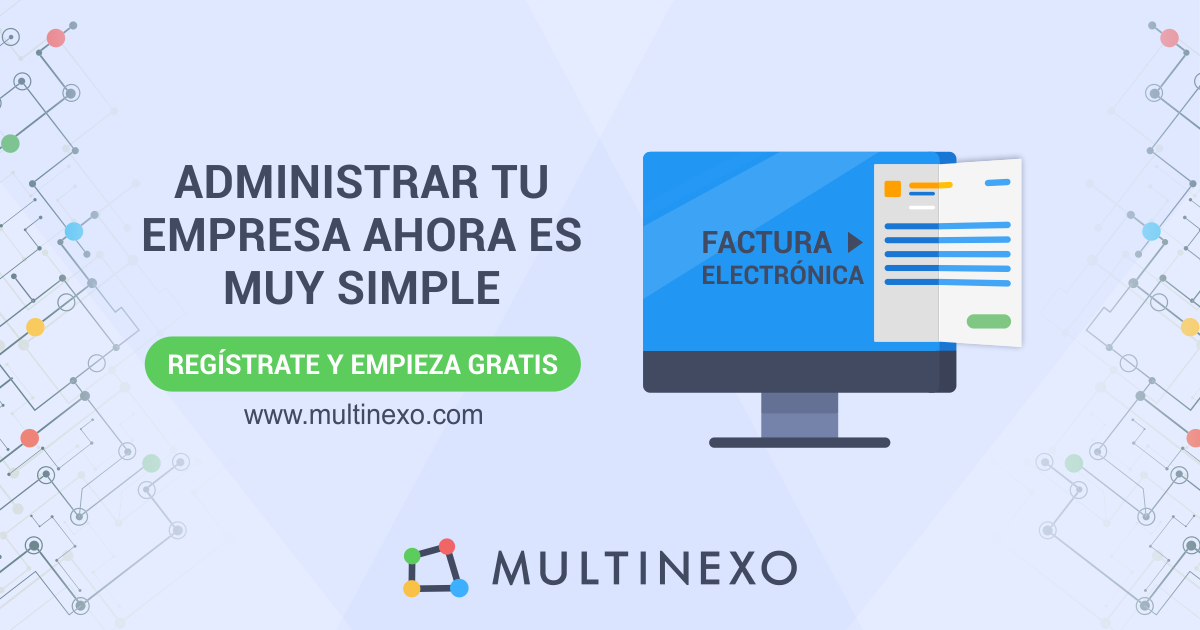 ADMINISTRAR TU
EMPRESA AHORA ES
MUY SIMPLE
REGÍSTRATE Y EMPIEZA GRATIS
www.multinexo.com
FACTURA
ELECTRÓNICA
MULTINEXO